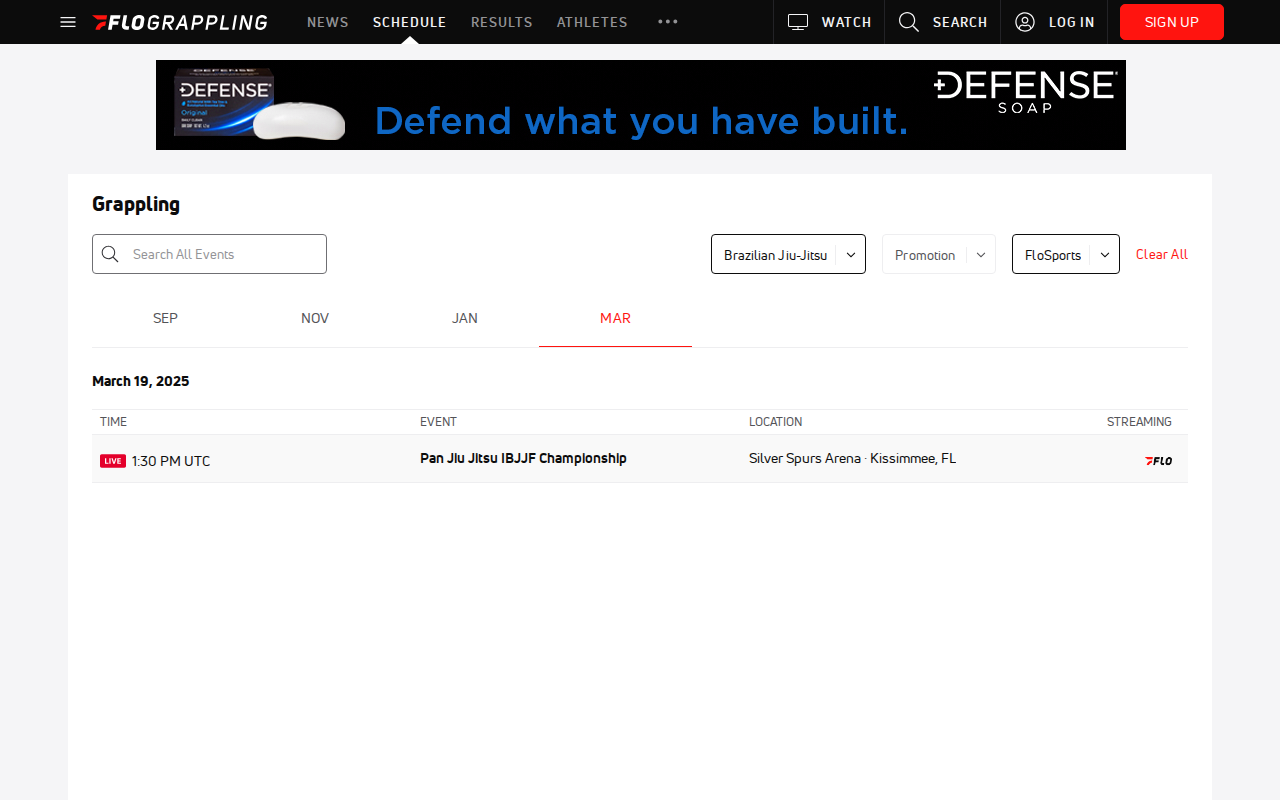 FLOGRAPPLING NEWS SCHEDULE RESULTS ATHLETES WATCH SEARCH LOG IN SIGN UP
DEFENSE
Original
Defend what you have built.
DEFENSE
SOAP
Grappling
Search All Events
Brazilian Jiu-Jitsu Promotion FloSports Clear All
SEP NOV JAN MAR
March 19, 2025
TIME EVENT LOCATION STREAMING
LIVE 1:30 PM UTC Pan Jiu Jitsu IBJJF Championship Silver Spurs Arena · Kissimmee, FL FLO